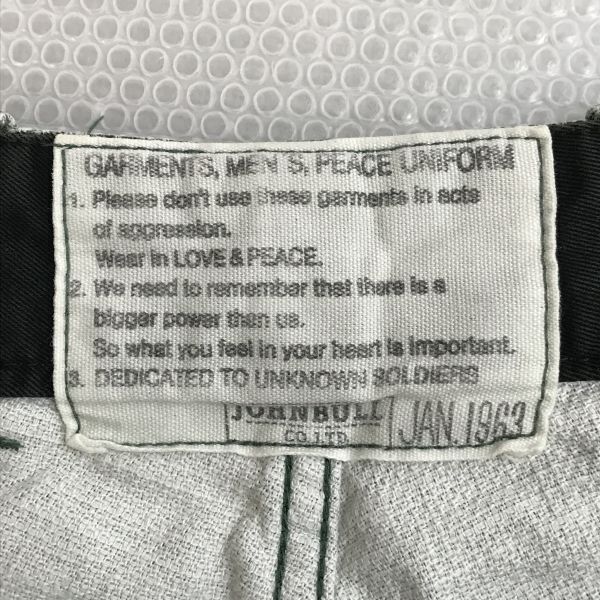 GARMENTS, MEN'S, PEACE UNIFORM
1. Please don't use these garments in acts
of aggression.
Wear in LOVE & PEACE.
2. We need to remember that there is a
bigger power than us.
So what you feel in your heart is important.
3. DEDICATED TO UNKNOWN SOLDIERS
JOHNBULL
CO. LTD.
JAN. 1963